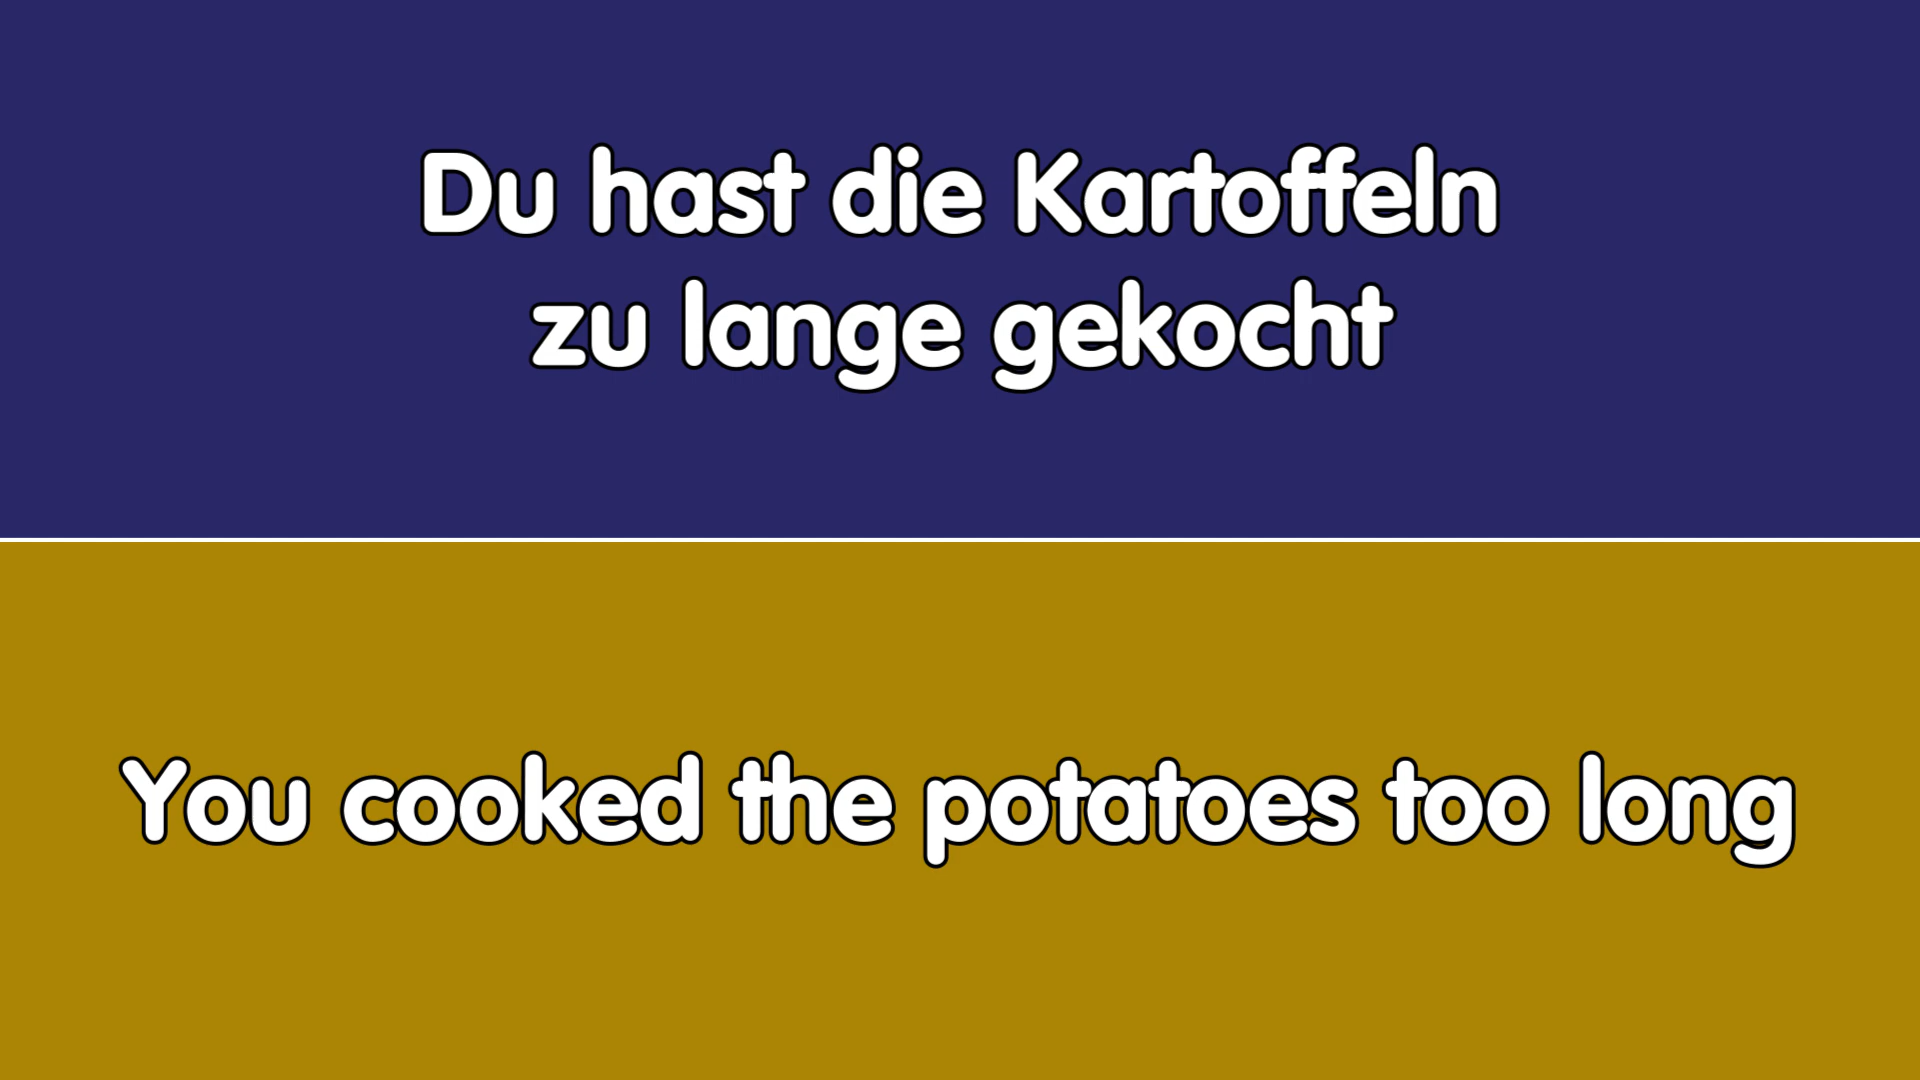 Du hast die Kartoffeln
zu lange gekocht
You cooked the potatoes too long